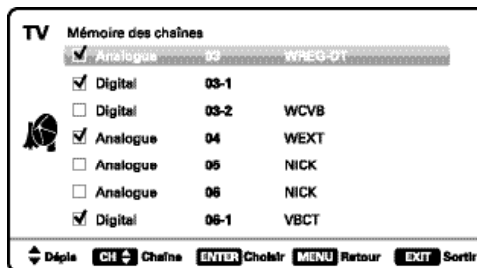 TV Mémoire des chaînes
Analogue 03 WREG-DT
Digital 03-1
Digital 03-2 WCVB
Analogue 04 WEXT
Analogue 05 NICK
Analogue 06 NICK
Digital 06-1 VBCT
Dépla CH Chaîne ENTER Choisir MENU Retour EXIT Sortir